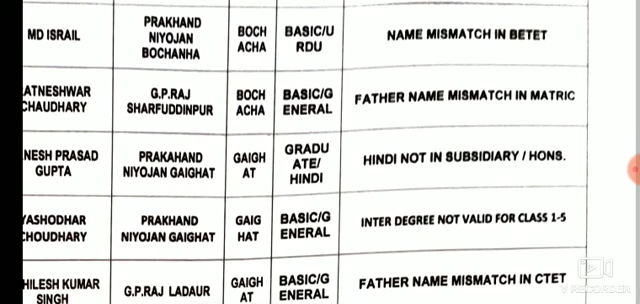 MD ISRAIL
PRAKHAND
NIYOJAN
BOCHANHA
BOCH
ACHA
BASIC/U
RDU
NAME MISMATCH IN BETET
ATNESHWAR
CHAUDHARY
G.P.RAJ
SHARFUDDINPUR
BOCH
ACHA
BASIC/G
ENERAL
FATHER NAME MISMATCH IN MATRIC
NESH PRASAD
GUPTA
PRAKAHAND
NIYOJAN GAIGHAT
GAIGH
AT
GRADU
ATE/
HINDI
HINDI NOT IN SUBSIDIARY / HONS.
YASHODHAR
CHOUDHARY
PRAKHAND
NIYOJAN GAIGHAT
GAIG
HAT
BASIC/G
ENERAL
INTER DEGREE NOT VALID FOR CLASS 1-5
HILESH KUMAR
SINGH
G.P.RAJ LADAUR
GAIGH
AT
BASIC/G
ENERAL
FATHER NAME MISMATCH IN CTET
V RECORDER